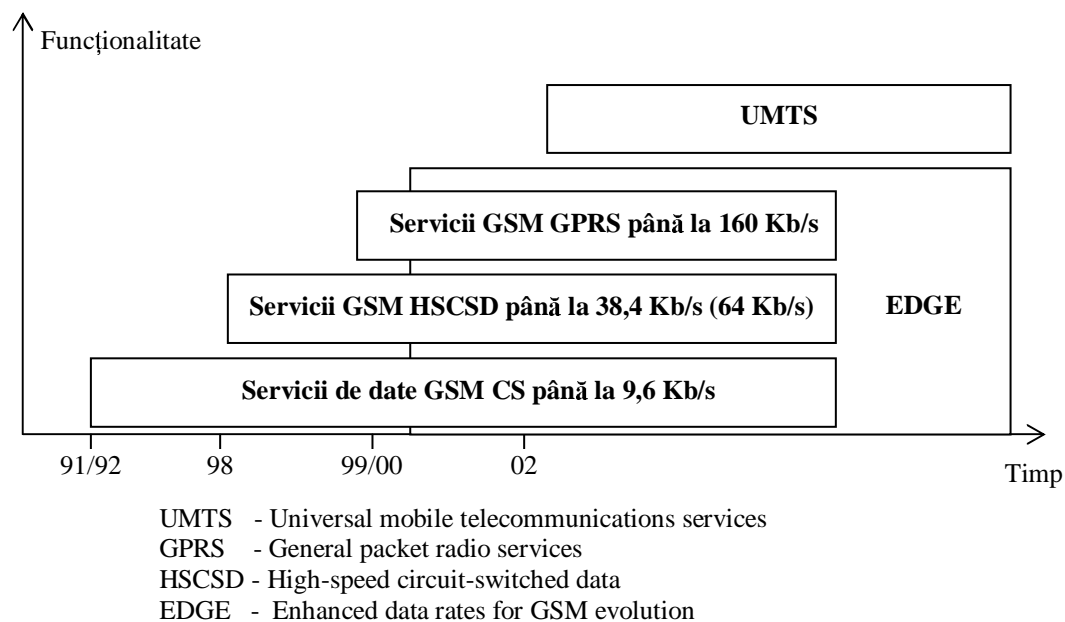 Funcționalitate
UMTS
Servicii GSM GPRS până la 160 Kb/s
Servicii GSM HSCSD până la 38,4 Kb/s (64 Kb/s)
EDGE
Servicii de date GSM CS până la 9,6 Kb/s
91/92 98 99/00 02
Timp
UMTS - Universal mobile telecommunications services
GPRS - General packet radio services
HSCSD - High-speed circuit-switched data
EDGE - Enhanced data rates for GSM evolution